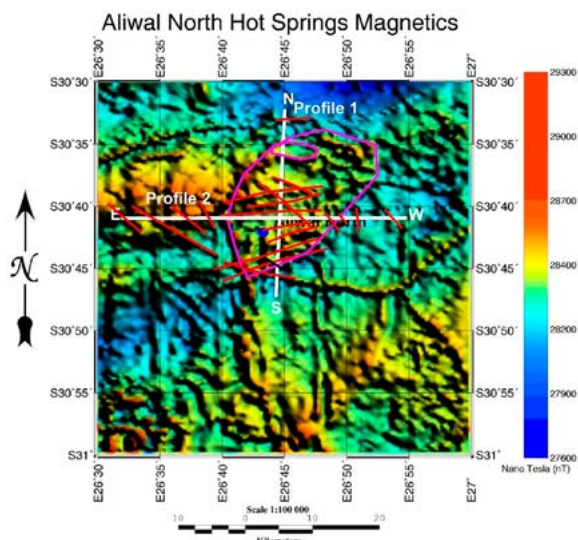 Aliwal North Hot Springs Magnetics
E26°30' E26°35' E26°40' E26°45' E26°50' E26°55' E27°
S30°30' S30°30'
N
Profile 1
S30°35' S30°35'
Profile 2
S30°40' S30°40'
E W
Aliwal North
N
S30°45' S30°45'
S
S30°50' S30°50'
S30°55' S30°55'
S31° S31°
E26°30' E26°35' E26°40' E26°45' E26°50' E26°55' E27°
29300
29000
28700
28400
28100
27900
27600
Nano Tesla (nT)
Scale 1:100 000
10 0 10 20
Kilometers